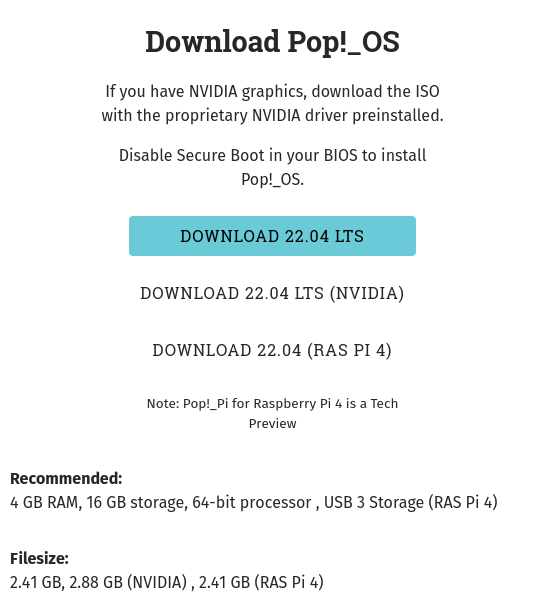 Download Pop!_OS
If you have NVIDIA graphics, download the ISO
with the proprietary NVIDIA driver preinstalled.
Disable Secure Boot in your BIOS to install
Pop!_OS.
DOWNLOAD 22.04 LTS
DOWNLOAD 22.04 LTS (NVIDIA)
DOWNLOAD 22.04 (RAS PI 4)
Note: Pop!_Pi for Raspberry Pi 4 is a Tech
Preview
Recommended:
4 GB RAM, 16 GB storage, 64-bit processor , USB 3 Storage (RAS Pi 4)
Filesize:
2.41 GB, 2.88 GB (NVIDIA) , 2.41 GB (RAS Pi 4)